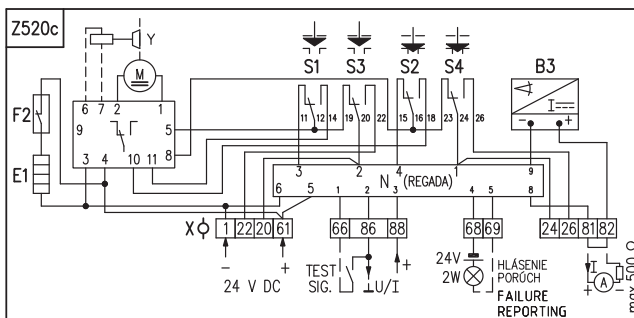 Z520c
Y
M
S1 S3 S2 S4
B3
F2
E1
6 7 2 1
9 5
8
3 4 10 11
11 12 14 19 20 22 15 16 18 23 24 26
I
- +
3 2 4 1 9
N (REGADA)
6 5 1 2 3 4 5 8
X 1 22 20 61 66 86 88 68 69 24 26 81 82
- +
24 V DC
TEST
SIG.
⊥U/I
+
24V
2W
HLÁSENIE
PORÚCH
FAILURE
REPORTING
I
+ A -
max 500 Ω